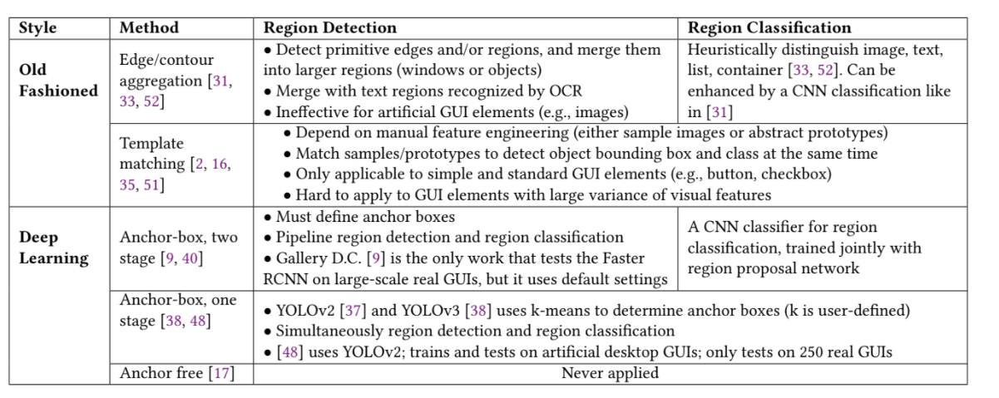 Style Method Region Detection Region Classification
Old Fashioned
Edge/contour
aggregation [31,
33, 52]
• Detect primitive edges and/or regions, and merge them
into larger regions (windows or objects)
• Merge with text regions recognized by OCR
• Ineffective for artificial GUI elements (e.g., images)
Heuristically distinguish image, text,
list, container [33, 52]. Can be
enhanced by a CNN classification like
in [31]
Template
matching [2, 16,
35, 51]
• Depend on manual feature engineering (either sample images or abstract prototypes)
• Match samples/prototypes to detect object bounding box and class at the same time
• Only applicable to simple and standard GUI elements (e.g., button, checkbox)
• Hard to apply to GUI elements with large variance of visual features
Deep
Learning
Anchor-box, two
stage [9, 40]
• Must define anchor boxes
• Pipeline region detection and region classification
• Gallery D.C. [9] is the only work that tests the Faster
RCNN on large-scale real GUIs, but it uses default settings
A CNN classifier for region
classification, trained jointly with
region proposal network
Anchor-box, one
stage [38, 48]
• YOLOv2 [37] and YOLOv3 [38] uses k-means to determine anchor boxes (k is user-defined)
• Simultaneously region detection and region classification
• [48] uses YOLOv2; trains and tests on artificial desktop GUIs; only tests on 250 real GUIs
Anchor free [17]
Never applied